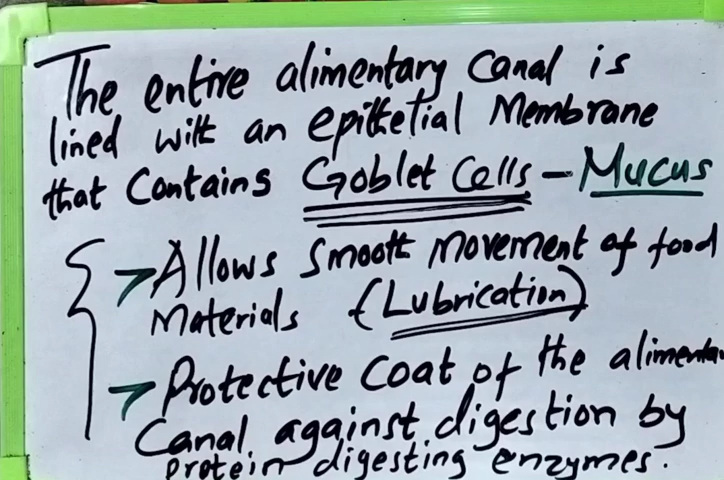 The entire alimentary canal is
lined with an epithelial Membrane
that Contains Goblet Cells - Mucus
→ Allows Smooth Movement of food
Materials (Lubrication)
→ Protective Coat of the alimenta
Canal against digestion by
protein digesting enzymes.